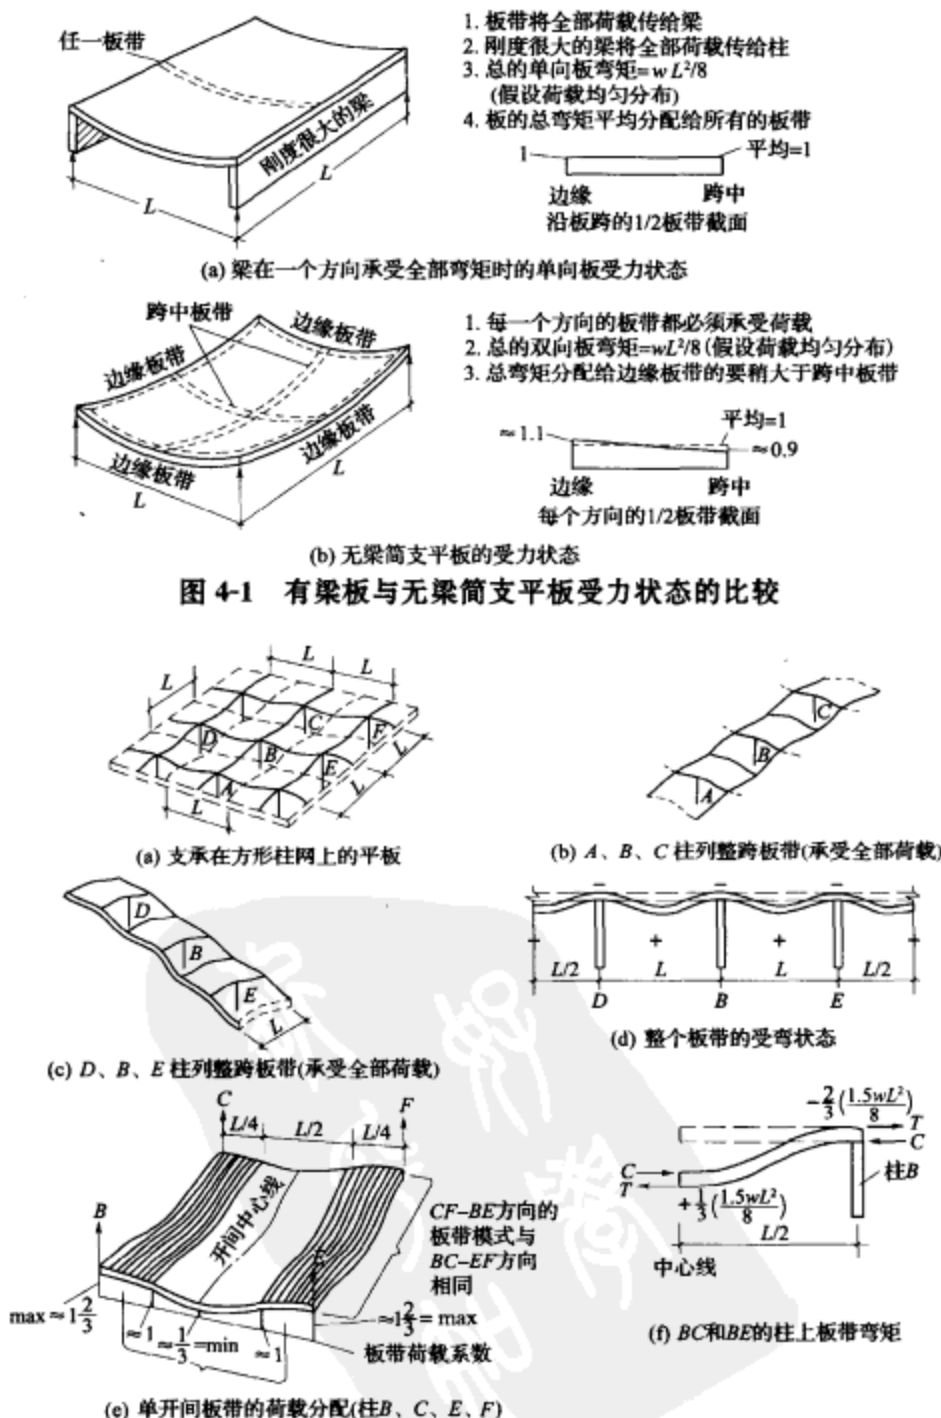 任一板带
刚度很大的梁
L
L
1. 板带将全部荷载传给梁
2. 刚度很大的梁将全部荷载传给柱
3. 总的单向板弯矩=wL²/8
(假设荷载均匀分布)
4. 板的总弯矩平均分配给所有的板带
1
平均=1
边缘 跨中
沿板跨的1/2板带截面
(a) 梁在一个方向承受全部弯矩时的单向板受力状态
跨中板带
边缘板带
边缘板带
边缘板带
边缘板带
L
L
1. 每一个方向的板带都必须承受荷载
2. 总的双向板弯矩=wL²/8(假设荷载均匀分布)
3. 总弯矩分配给边缘板带的要稍大于跨中板带
≈1.1
平均=1
≈0.9
边缘 跨中
每个方向的1/2板带截面
(b) 无梁简支平板的受力状态
图 4-1 有梁板与无梁简支平板受力状态的比较
L
L
L
C
F
D
B
E
A
L
L
L
(a) 支承在方形柱网上的平板
C
B
A
(b) A、B、C 柱列整跨板带(承受全部荷载)
D
B
E
L
(c) D、B、E 柱列整跨板带(承受全部荷载)
− − −
+ + + +
L/2 L L L/2
D B E
(d) 整个板带的受弯状态
C
F
L/4 L/2 L/4
B
开间中心线
E
CF–BE方向的
板带模式与
BC–EF方向
相同
max≈1 2/3
≈1
≈1/3=min
≈1
≈1 2/3=max
板带荷载系数
(e) 单开间板带的荷载分配(柱B、C、E、F)
−2/3(1.5wL²/8)
T
C
C
T
柱B
+1/3(1.5wL²/8)
L/2
中心线
(f) BC和BE的柱上板带弯矩